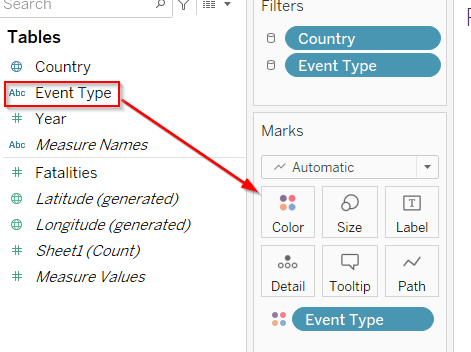 Search
Tables
Country
Abc Event Type
Year
Abc Measure Names
Fatalities
Latitude (generated)
Longitude (generated)
Sheet1 (Count)
Measure Values
Filters
Country
Event Type
Marks
Automatic
Color
Size
T
Label
Detail
Tooltip
Path
Event Type